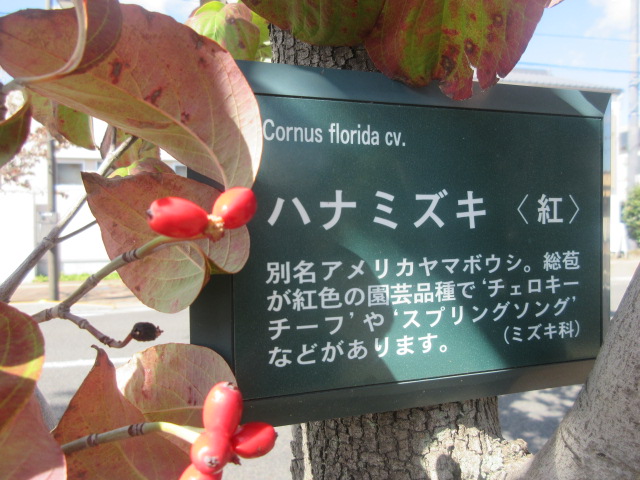 Cornus florida cv.
ハナミズキ〈紅〉
別名アメリカヤマボウシ。総苞
が紅色の園芸品種で‘チェロキー
チーフ’や‘スプリングソング’
などがあります。 (ミズキ科)